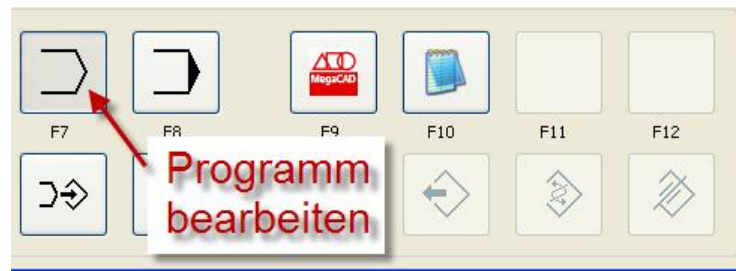 MegaCAD
F7
F8
F9
F10
F11
F12
Programm
bearbeiten